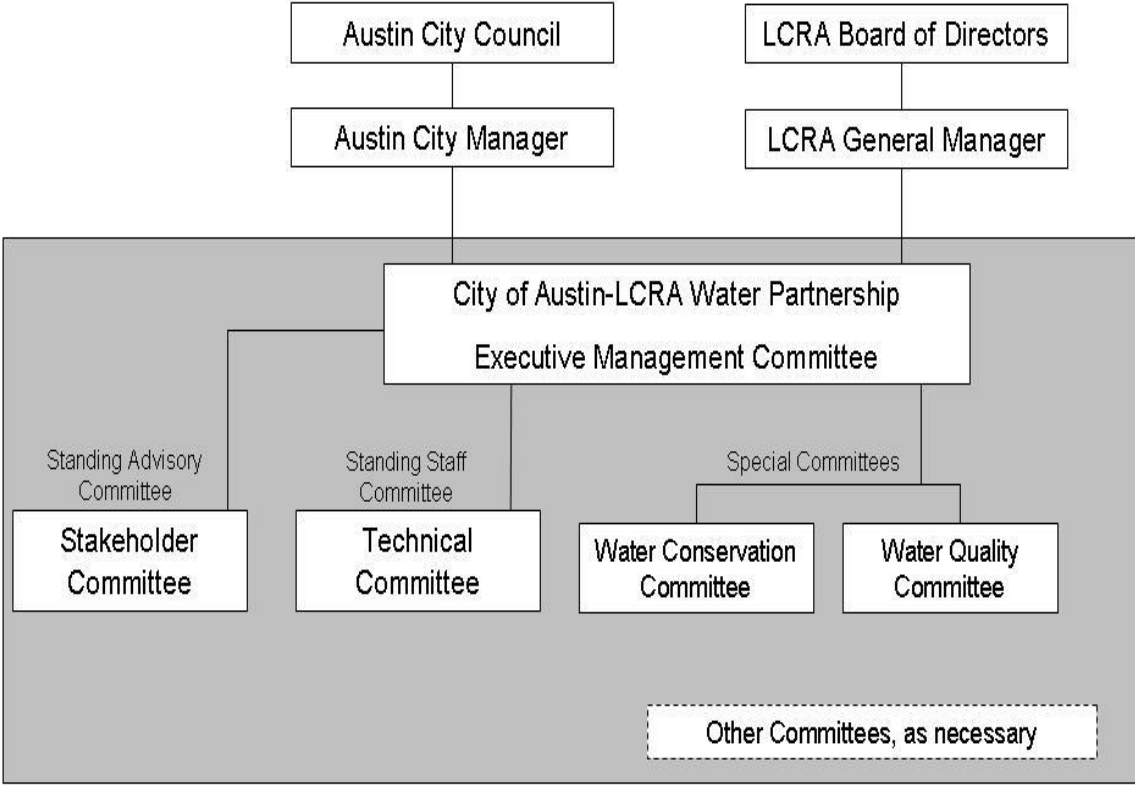 Austin City Council
LCRA Board of Directors
Austin City Manager
LCRA General Manager
City of Austin-LCRA Water Partnership
Executive Management Committee
Standing Advisory
Committee
Stakeholder
Committee
Standing Staff
Committee
Technical
Committee
Special Committees
Water Conservation
Committee
Water Quality
Committee
Other Committees, as necessary